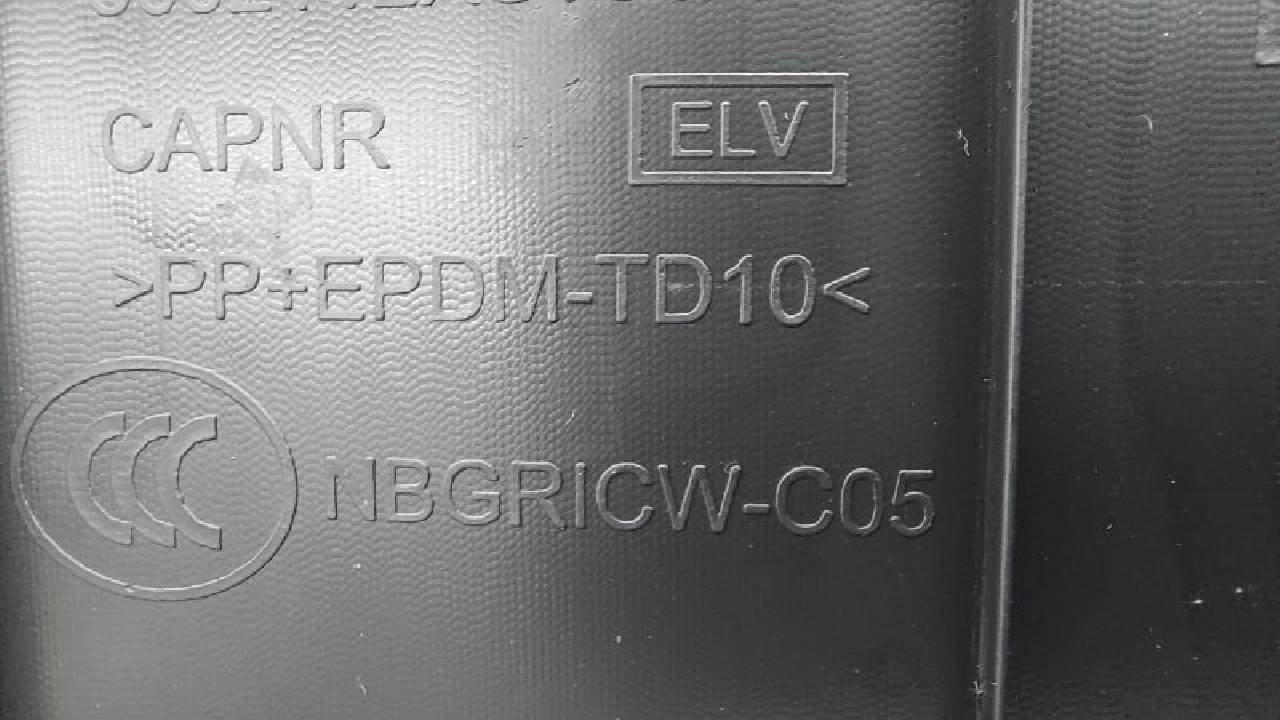 CAPNR
ELV
>PP+EPDM-TD10<
CCC
NBGRICW-C05